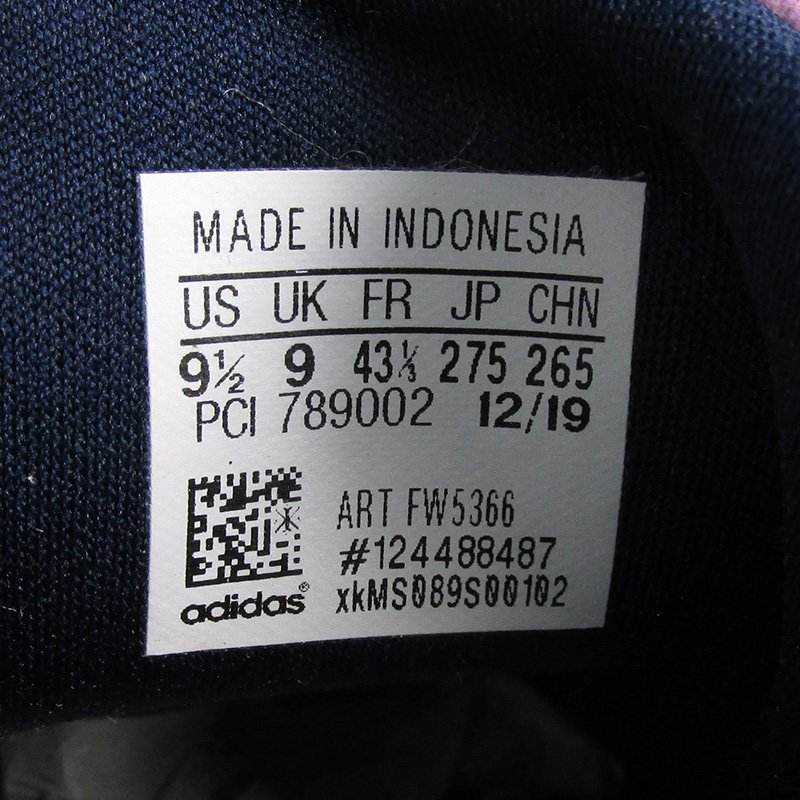 MADE IN INDONESIA
US UK FR JP CHN
9½ 9 43⅓ 275 265
PCI 789002 12/19
ART FW5366
#124488487
adidas® xkMS089S00102